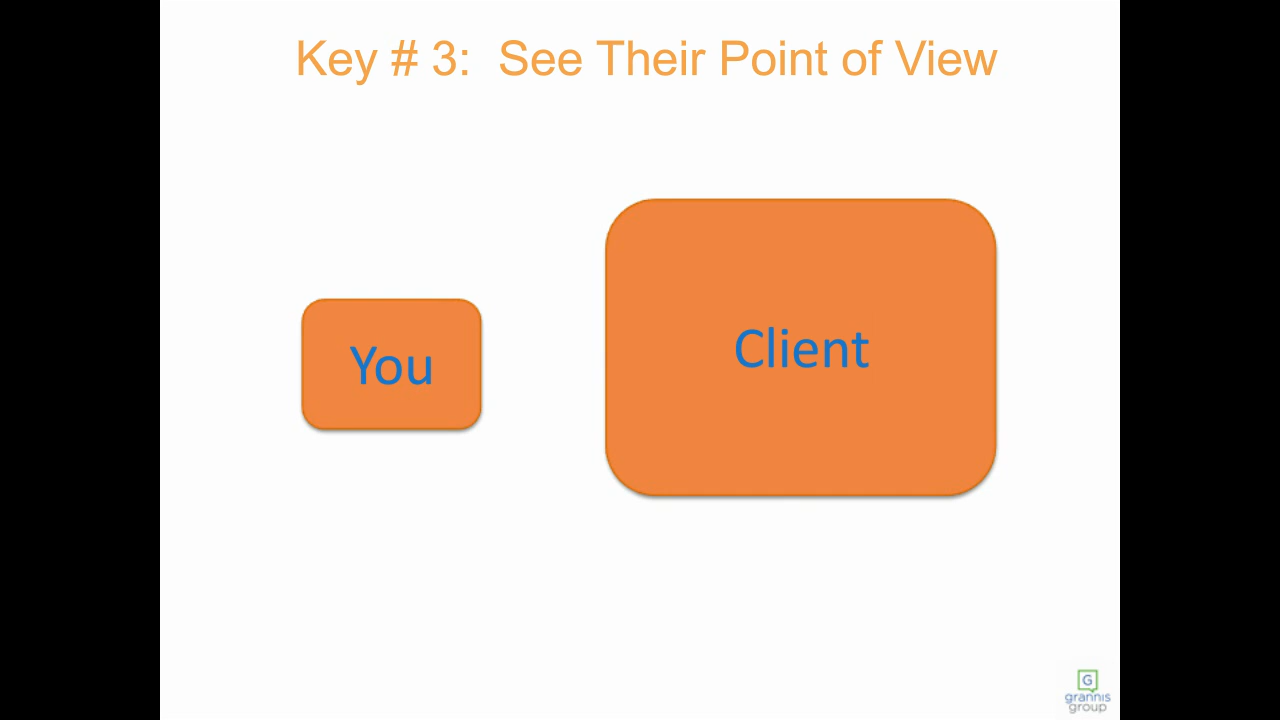 Key # 3:  See Their Point of View
You
Client
G
grannis
group